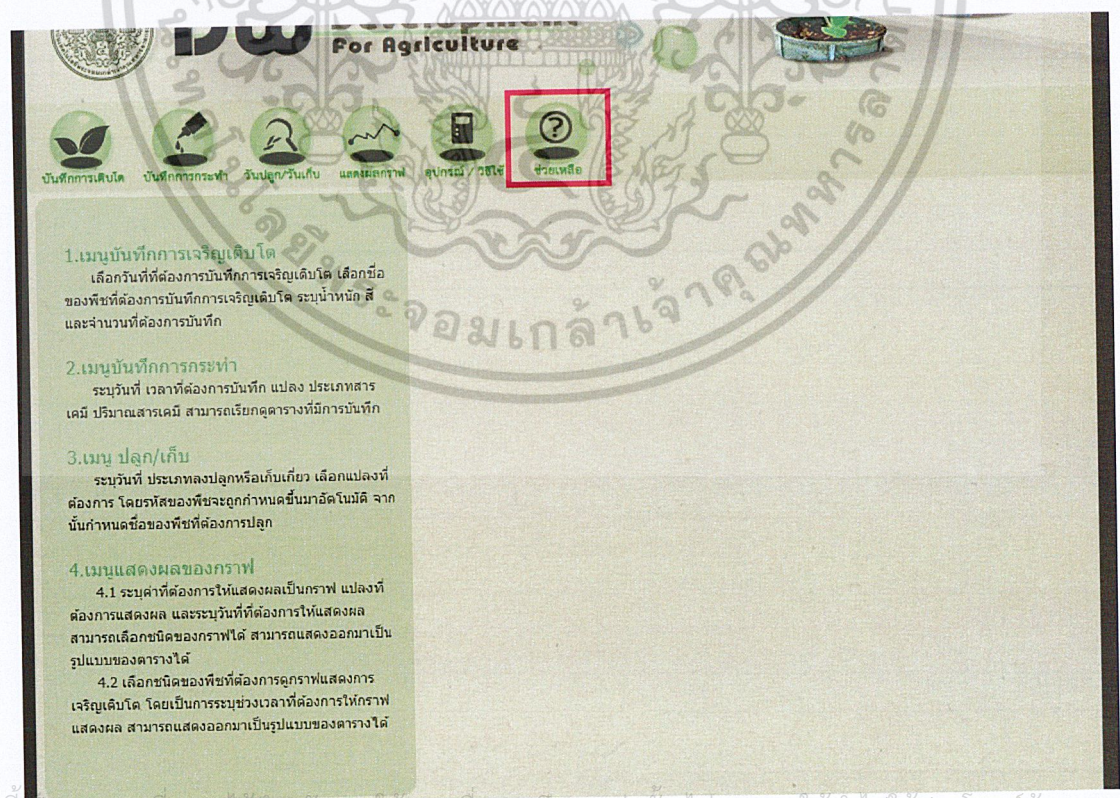 For Agriculture
บันทึกการเติบโต
บันทึกการกระทำ
วันปลูก/วันเก็บ
แสดงผลกราฟ
อุปกรณ์ / วิธีใช้
ช่วยเหลือ
1.เมนูบันทึกการเจริญเติบโต
เลือกวันที่ที่ต้องการบันทึกการเจริญเติบโต เลือกชื่อ
ของพืชที่ต้องการบันทึกการเจริญเติบโต ระบุน้ำหนัก สี
และจำนวนที่ต้องการบันทึก
2.เมนูบันทึกการกระทำ
ระบุวันที่ เวลาที่ต้องการบันทึก แปลง ประเภทสาร
เคมี ปริมาณสารเคมี สามารถเรียกดูตารางที่มีการบันทึก
3.เมนู ปลูก/เก็บ
ระบุวันที่ ประเภทลงปลูกหรือเก็บเกี่ยว เลือกแปลงที่
ต้องการ โดยรหัสของพืชจะถูกกำหนดขึ้นมาอัตโนมัติ จาก
นั้นกำหนดชื่อของพืชที่ต้องการปลูก
4.เมนูแสดงผลของกราฟ
4.1 ระบุค่าที่ต้องการให้แสดงผลเป็นกราฟ แปลงที่
ต้องการแสดงผล และระบุวันที่ที่ต้องการให้แสดงผล
สามารถเลือกชนิดของกราฟได้ สามารถแสดงออกมาเป็น
รูปแบบของตารางได้
4.2 เลือกชนิดของพืชที่ต้องการดูกราฟแสดงการ
เจริญเติบโต โดยเป็นการระบุช่วงเวลาที่ต้องการให้กราฟ
แสดงผล สามารถแสดงออกมาเป็นรูปแบบของตารางได้